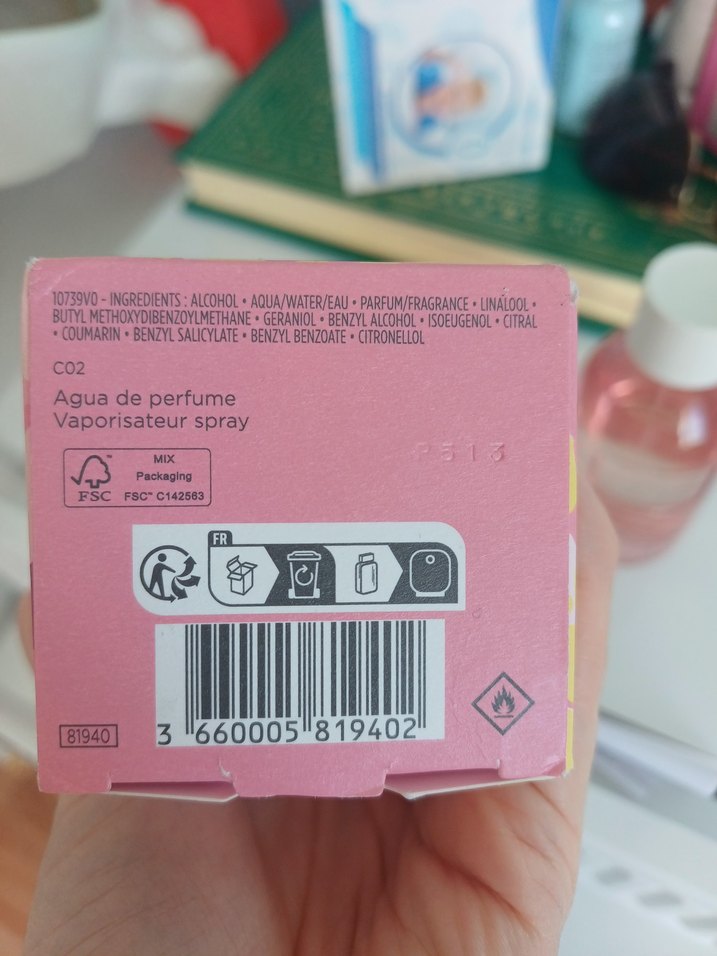 10739V0 - INGREDIENTS : ALCOHOL • AQUA/WATER/EAU • PARFUM/FRAGRANCE • LINALOOL •
BUTYL METHOXYDIBENZOYLMETHANE • GERANIOL • BENZYL ALCOHOL • ISOEUGENOL • CITRAL
• COUMARIN • BENZYL SALICYLATE • BENZYL BENZOATE • CITRONELLOL
C02
Agua de perfume
Vaporisateur spray
MIX
Packaging
FSC™ C142563
FSC
FR
81940
3 660005 819402